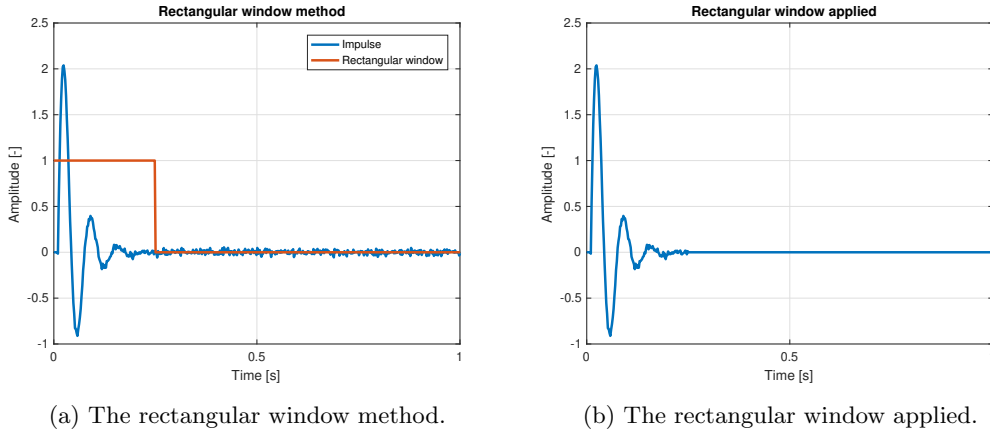 Rectangular window method
2.5
2
1.5
1
0.5
0
-0.5
-1
Amplitude [-]
0
0.5
1
Time [s]
Impulse
Rectangular window
(a) The rectangular window method.
Rectangular window applied
2.5
2
1.5
1
0.5
0
-0.5
-1
Amplitude [-]
0
0.5
Time [s]
(b) The rectangular window applied.